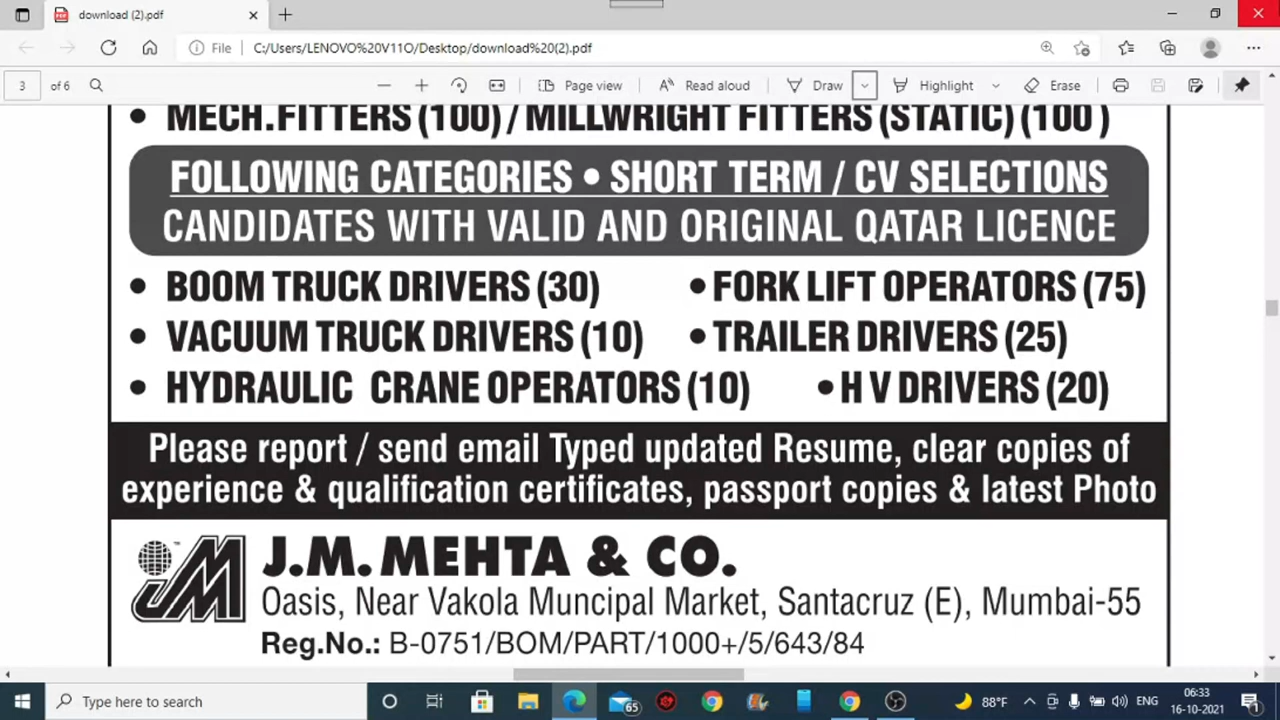 download (2).pdf
File C:/Users/LENOVO%20V11O/Desktop/download%20(2).pdf
3 of 6 Page view Read aloud Draw Highlight Erase
• MECH.FITTERS (100) / MILLWRIGHT FITTERS (STATIC) (100 )
FOLLOWING CATEGORIES • SHORT TERM / CV SELECTIONS
CANDIDATES WITH VALID AND ORIGINAL QATAR LICENCE
• BOOM TRUCK DRIVERS (30) • FORK LIFT OPERATORS (75)
• VACUUM TRUCK DRIVERS (10) • TRAILER DRIVERS (25)
• HYDRAULIC CRANE OPERATORS (10) • H V DRIVERS (20)
Please report / send email Typed updated Resume, clear copies of
experience & qualification certificates, passport copies & latest Photo
JM
J.M. MEHTA & CO.
Oasis, Near Vakola Muncipal Market, Santacruz (E), Mumbai-55
Reg.No.: B-0751/BOM/PART/1000+/5/643/84
Type here to search 65 88°F ENG 06:33
16-10-2021 1